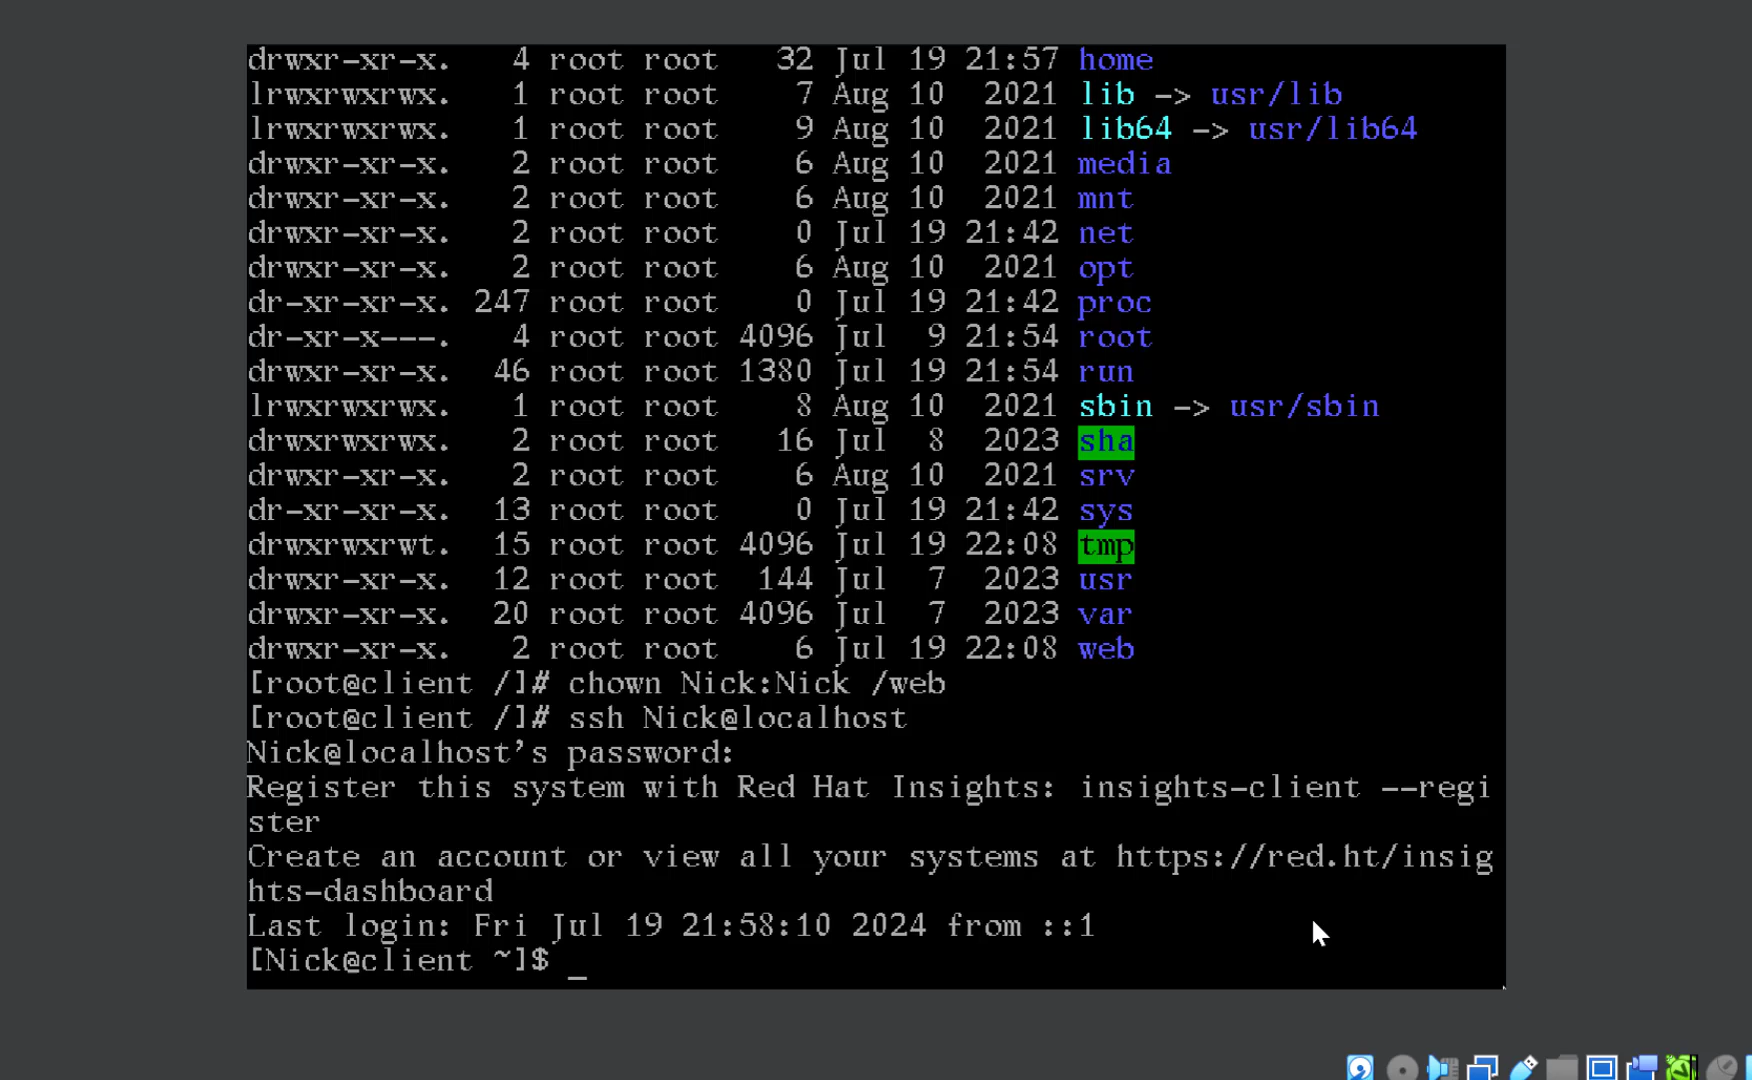 drwxr-xr-x.   4 root root   32 Jul 19 21:57 home
lrwxrwxrwx.   1 root root    7 Aug 10  2021 lib -> usr/lib
lrwxrwxrwx.   1 root root    9 Aug 10  2021 lib64 -> usr/lib64
drwxr-xr-x.   2 root root    6 Aug 10  2021 media
drwxr-xr-x.   2 root root    6 Aug 10  2021 mnt
drwxr-xr-x.   2 root root    0 Jul 19 21:42 net
drwxr-xr-x.   2 root root    6 Aug 10  2021 opt
dr-xr-xr-x. 247 root root    0 Jul 19 21:42 proc
dr-xr-x---.   4 root root 4096 Jul  9 21:54 root
drwxr-xr-x.  46 root root 1380 Jul 19 21:54 run
lrwxrwxrwx.   1 root root    8 Aug 10  2021 sbin -> usr/sbin
drwxrwxrwx.   2 root root   16 Jul  8  2023 sha
drwxr-xr-x.   2 root root    6 Aug 10  2021 srv
dr-xr-xr-x.  13 root root    0 Jul 19 21:42 sys
drwxrwxrwt.  15 root root 4096 Jul 19 22:08 tmp
drwxr-xr-x.  12 root root  144 Jul  7  2023 usr
drwxr-xr-x.  20 root root 4096 Jul  7  2023 var
drwxr-xr-x.   2 root root    6 Jul 19 22:08 web
[root@client /]# chown Nick:Nick /web
[root@client /]# ssh Nick@localhost
Nick@localhost's password:
Register this system with Red Hat Insights: insights-client --regi
ster
Create an account or view all your systems at https://red.ht/insig
hts-dashboard
Last login: Fri Jul 19 21:58:10 2024 from ::1
[Nick@client ~]$ _